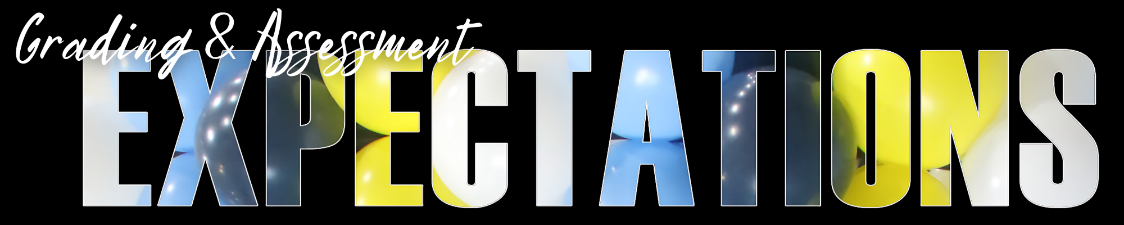 Grading & Assessment
EXPECTATIONS